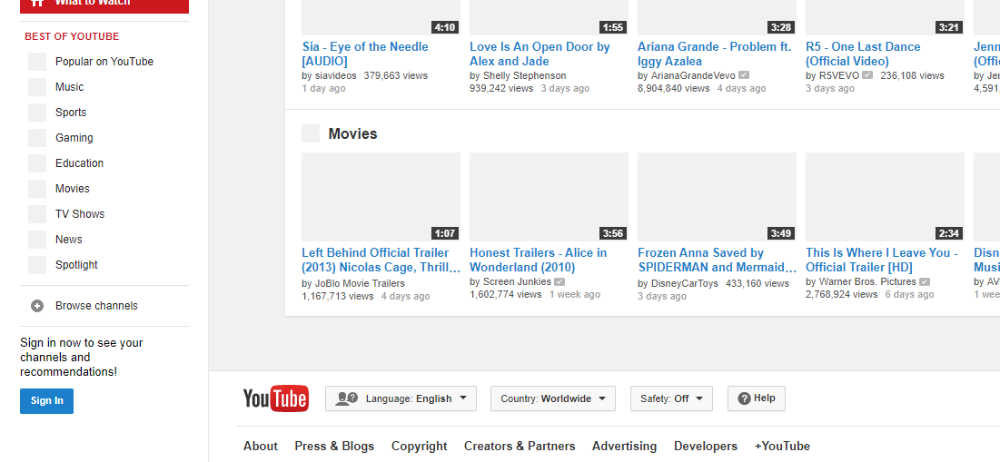 What to Watch
BEST OF YOUTUBE
Popular on YouTube
Music
Sports
Gaming
Education
Movies
TV Shows
News
Spotlight
Browse channels
Sign in now to see your
channels and
recommendations!
Sign In
4:10
Sia - Eye of the Needle
[AUDIO]
by siavideos 379,663 views
1 day ago
1:55
Love Is An Open Door by
Alex and Jade
by Shelly Stephenson
939,242 views 3 days ago
3:28
Ariana Grande - Problem ft.
Iggy Azalea
by ArianaGrandeVevo
8,904,840 views 4 days ago
3:21
R5 - One Last Dance
(Official Video)
by R5VEVO 236,108 views
3 days ago
Jenn
(Offic
by Jer
4,591,
Movies
1:07
Left Behind Official Trailer
(2013) Nicolas Cage, Thrill...
by JoBlo Movie Trailers
1,167,713 views 4 days ago
3:56
Honest Trailers - Alice in
Wonderland (2010)
by Screen Junkies
1,602,774 views 1 week ago
3:49
Frozen Anna Saved by
SPIDERMAN and Mermaid...
by DisneyCarToys 433,160 views
3 days ago
2:34
This Is Where I Leave You -
Official Trailer [HD]
by Warner Bros. Pictures
2,768,924 views 6 days ago
Disn
Musi
by AV
1 wee
YouTube
Language: English
Country: Worldwide
Safety: Off
Help
About Press & Blogs Copyright Creators & Partners Advertising Developers +YouTube